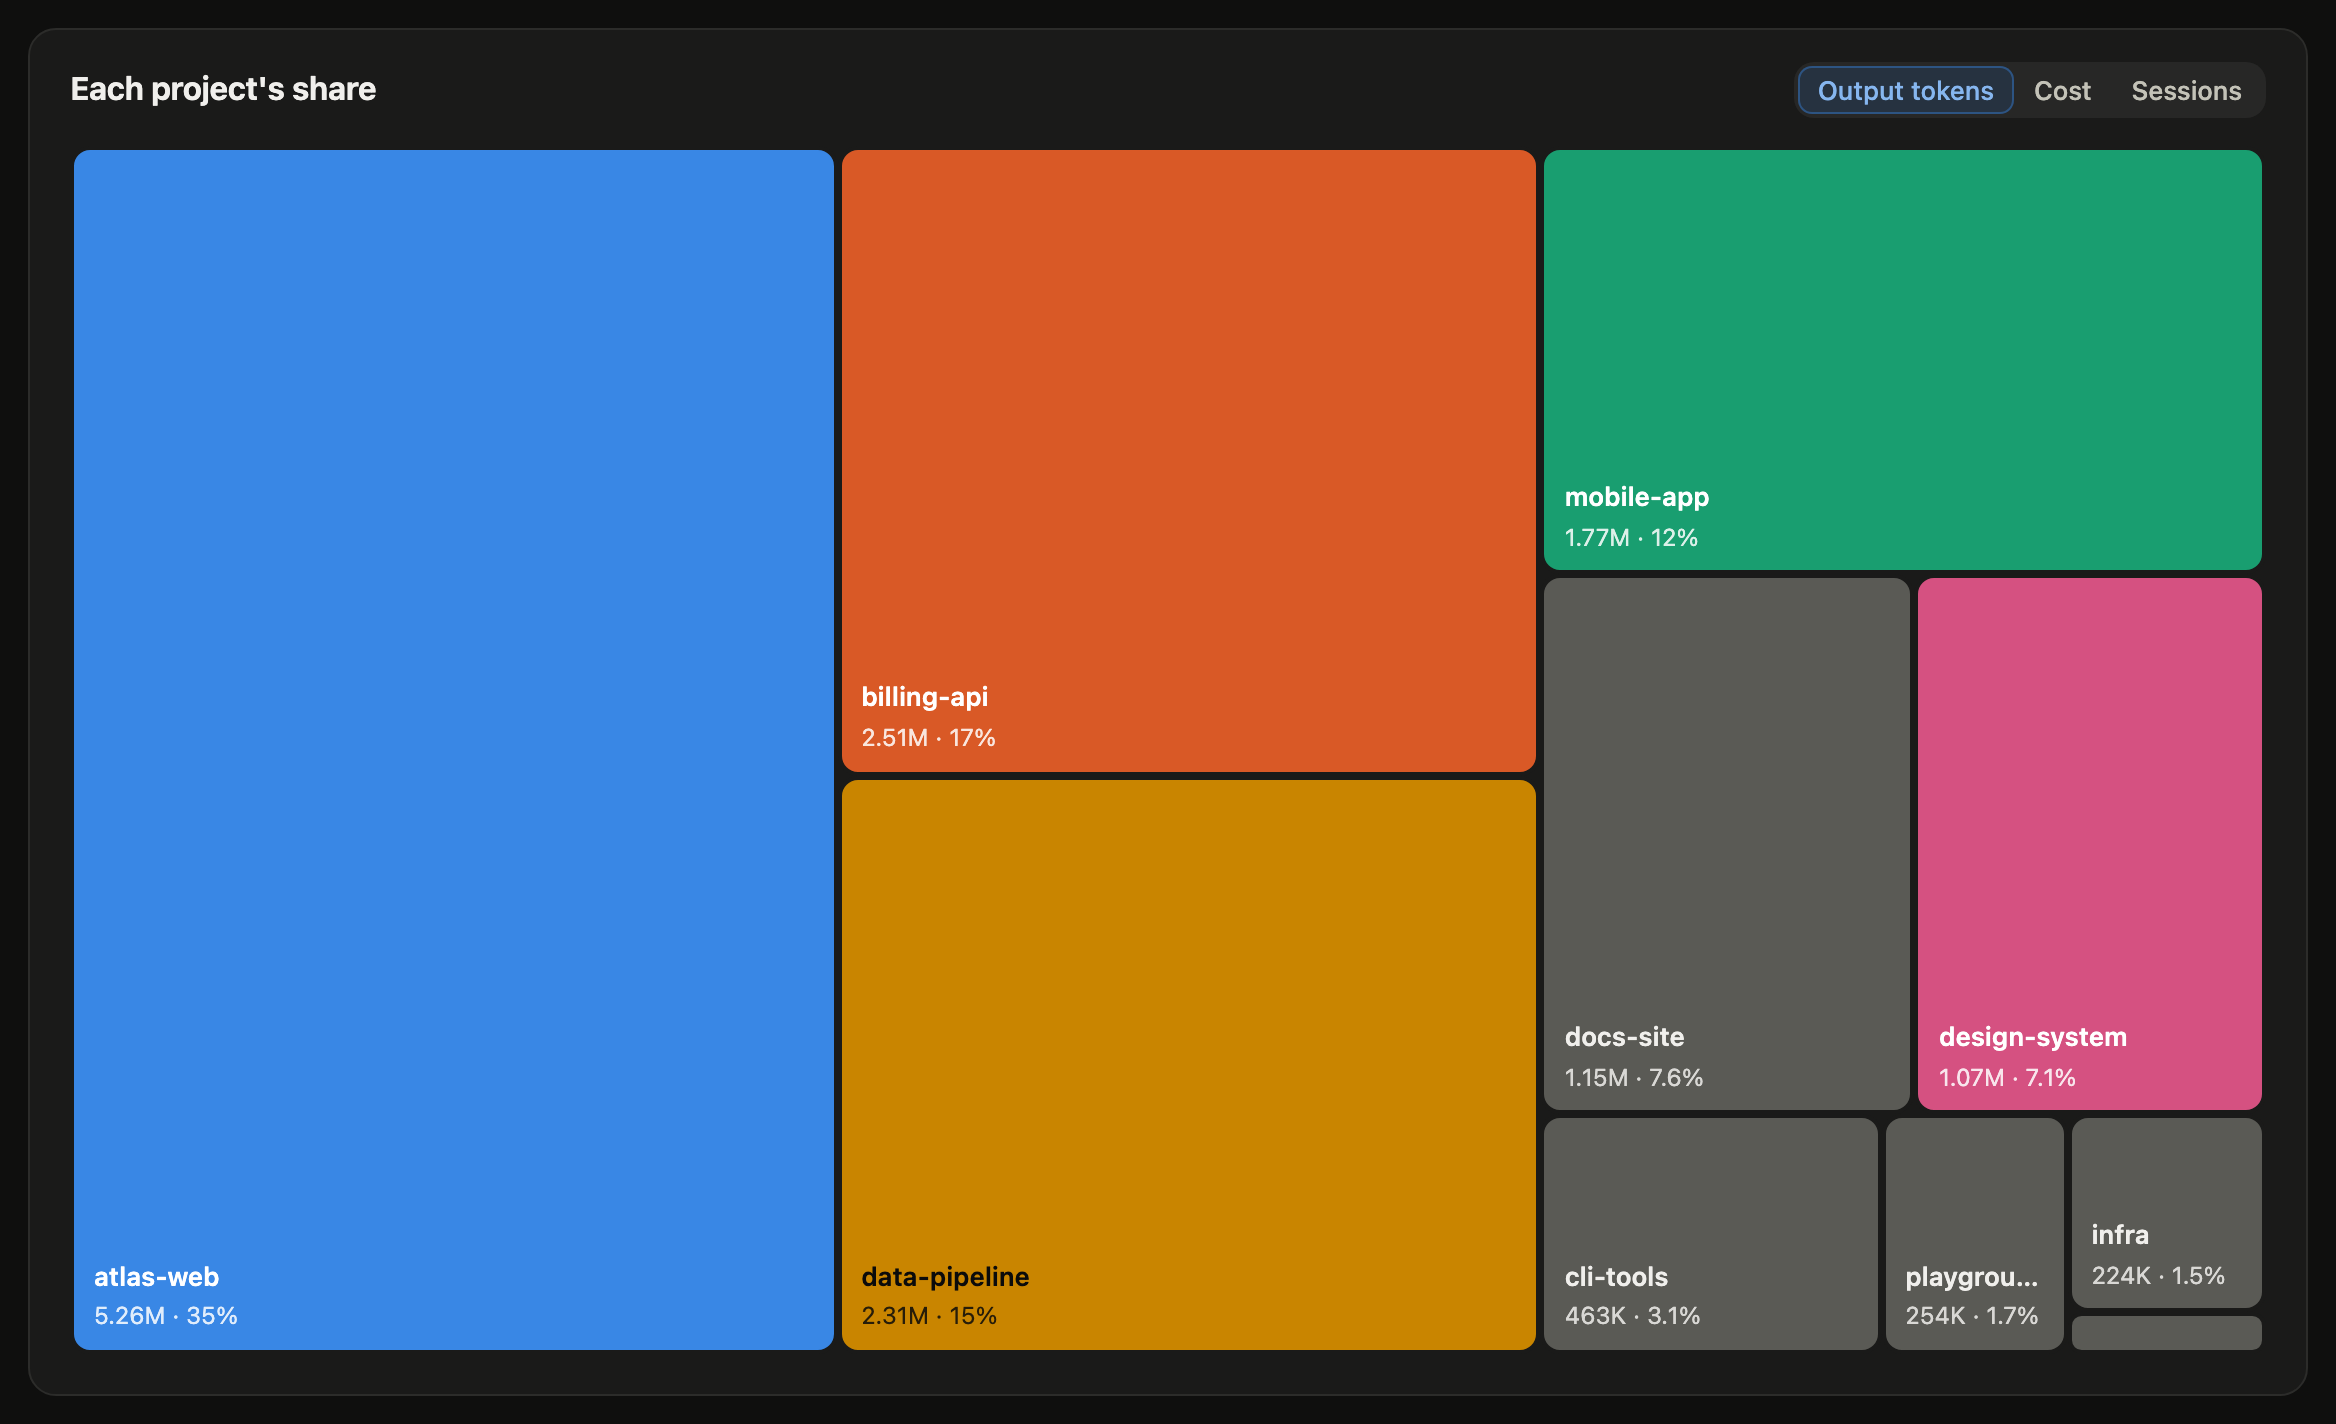 Each project's share
Output tokens
Cost
Sessions
atlas-web
5.26M · 35%
billing-api
2.51M · 17%
data-pipeline
2.31M · 15%
mobile-app
1.77M · 12%
docs-site
1.15M · 7.6%
design-system
1.07M · 7.1%
cli-tools
463K · 3.1%
playgrou...
254K · 1.7%
infra
224K · 1.5%